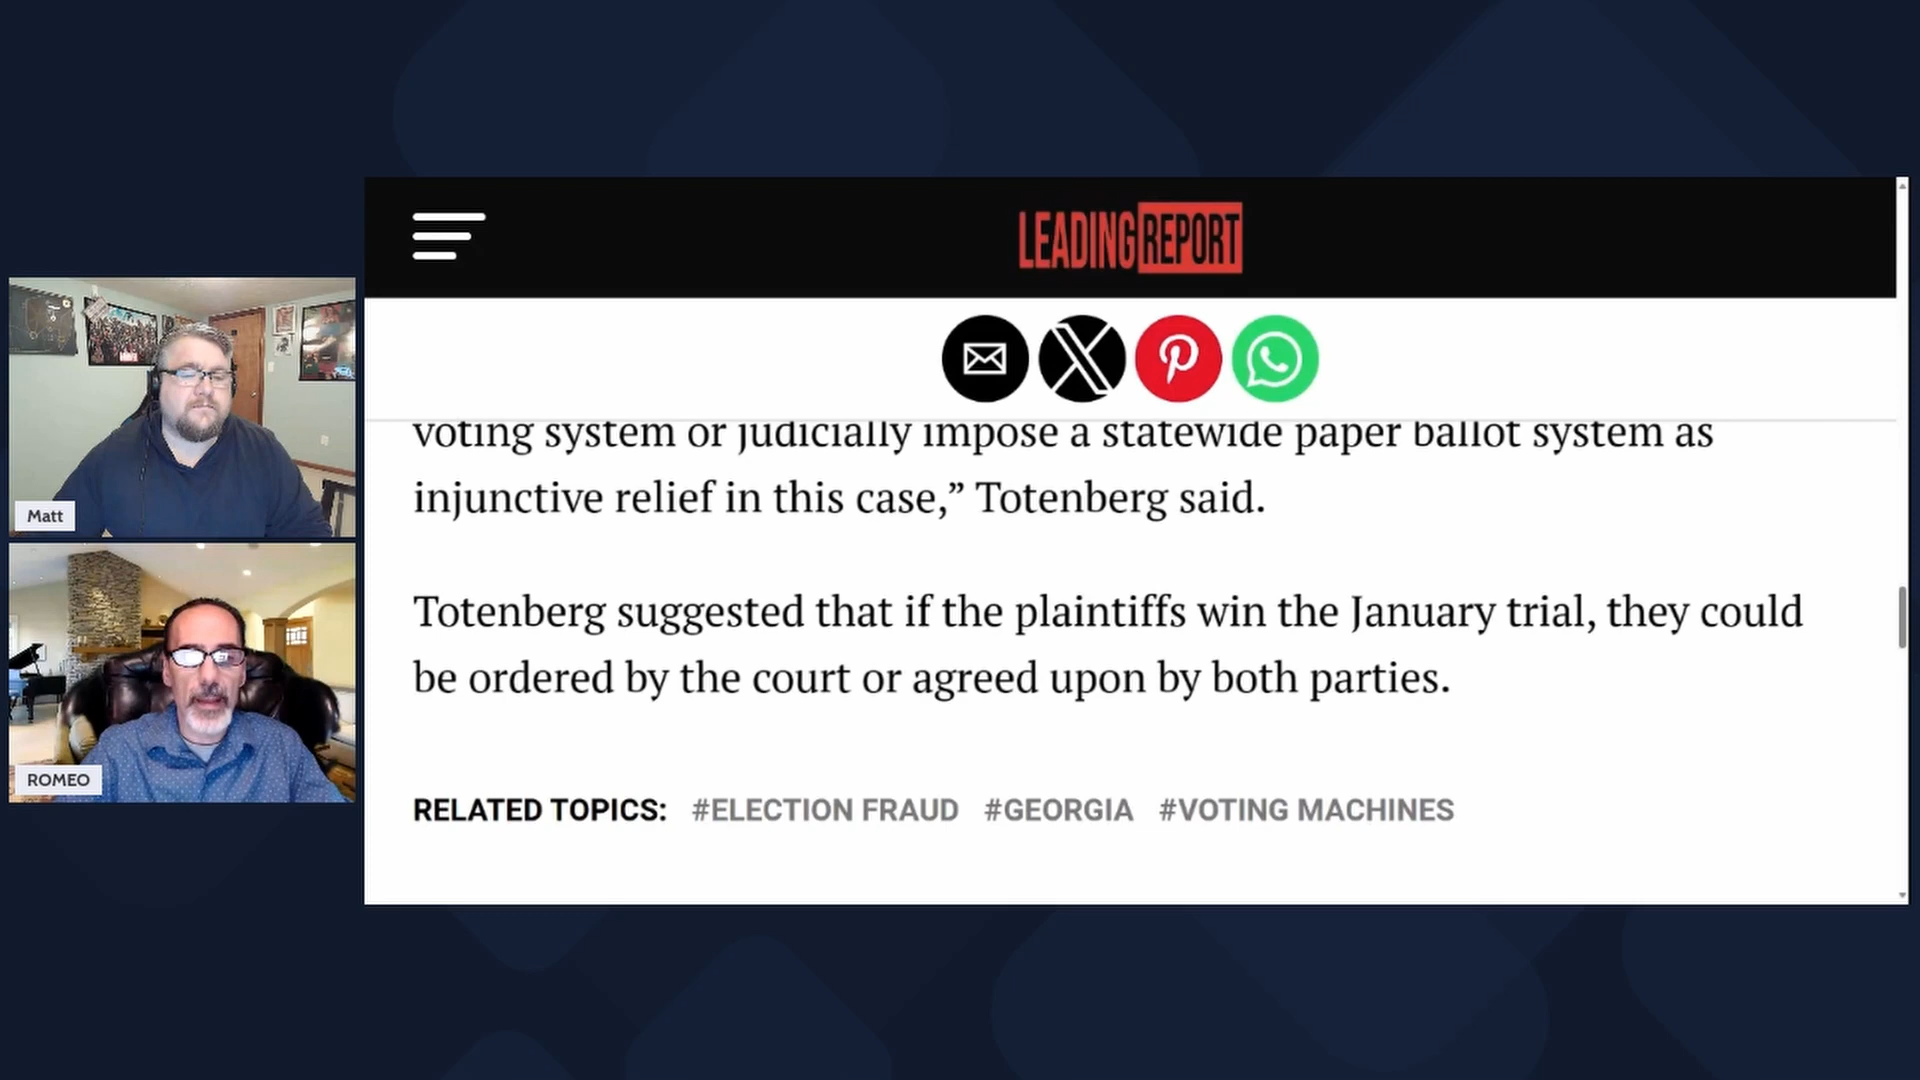 LEADING REPORT
voting system or judicially impose a statewide paper ballot system as
injunctive relief in this case,” Totenberg said.
Totenberg suggested that if the plaintiffs win the January trial, they could
be ordered by the court or agreed upon by both parties.
RELATED TOPICS: #ELECTION FRAUD #GEORGIA #VOTING MACHINES
Matt
ROMEO